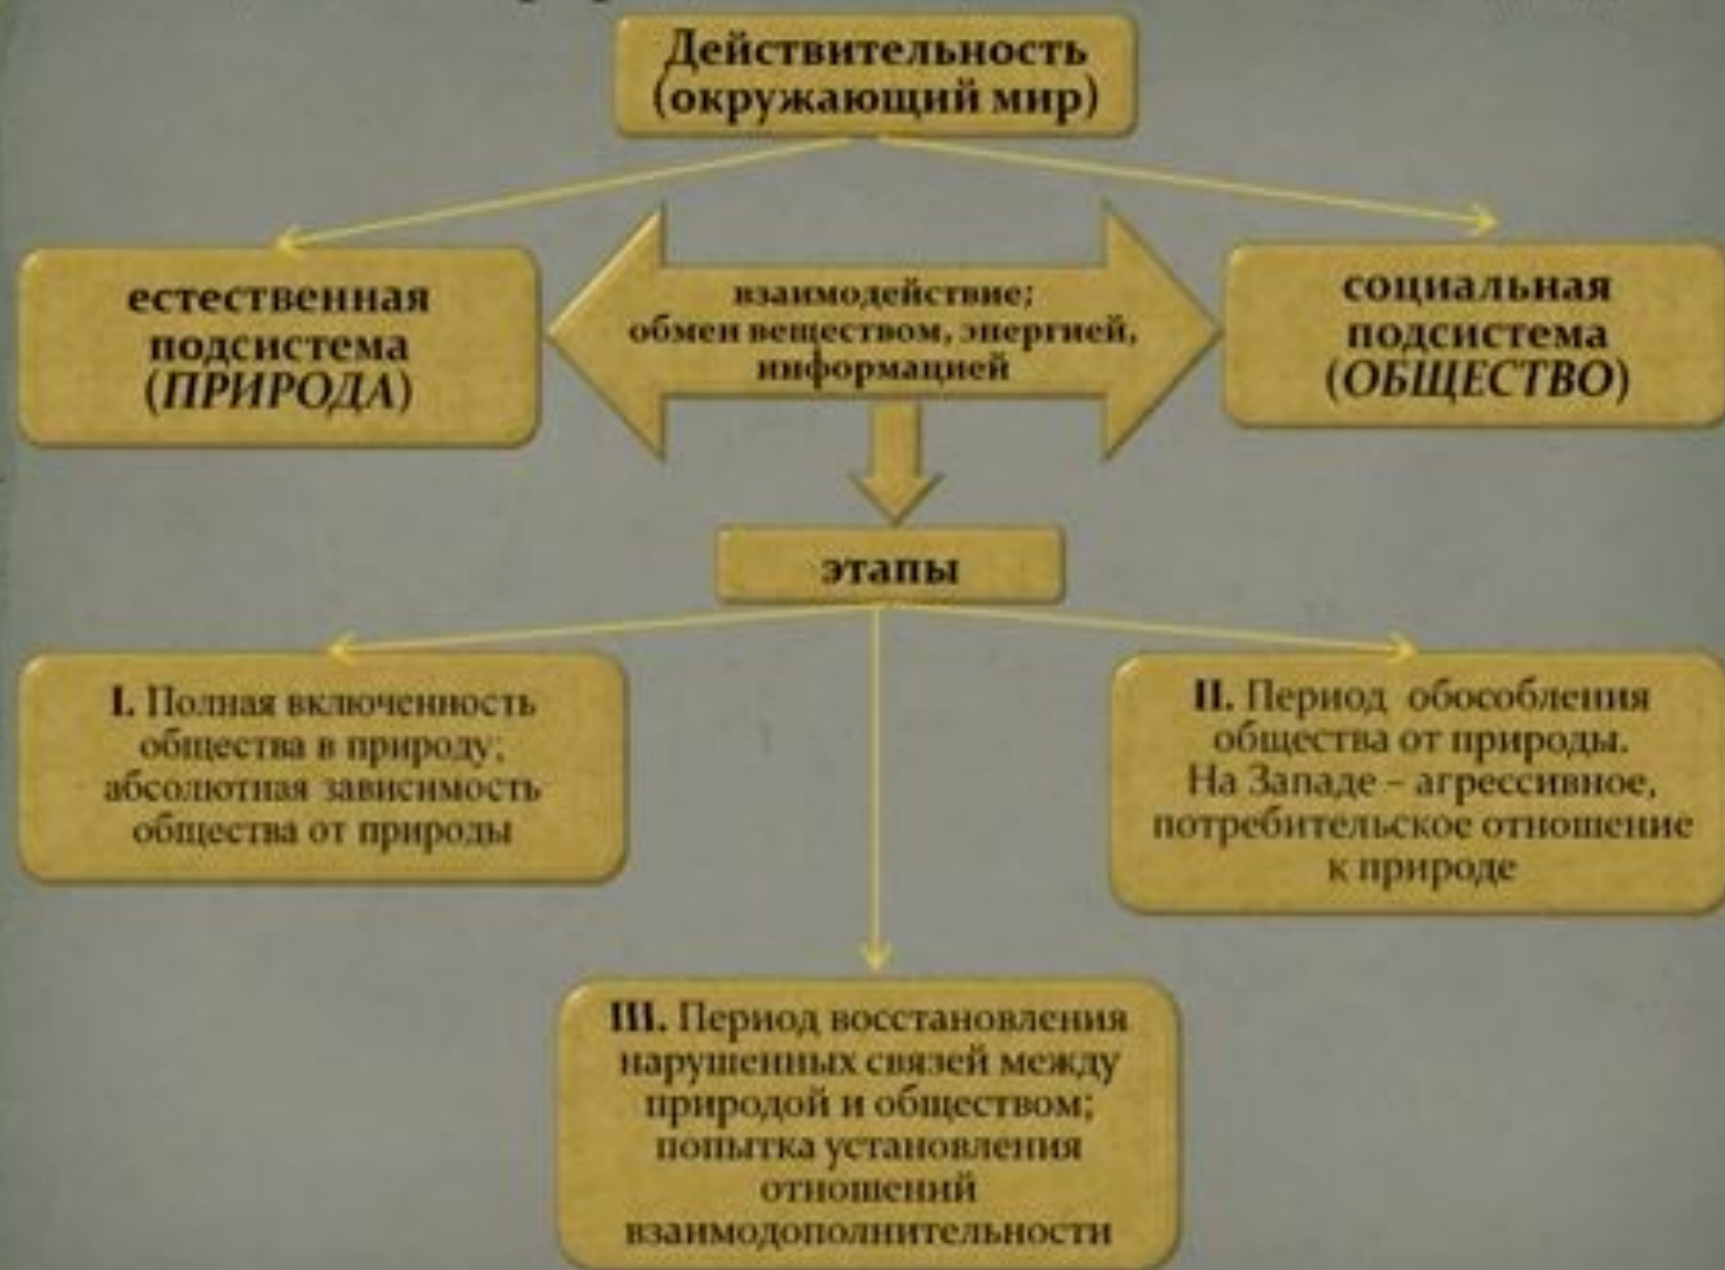 Действительность
(окружающий мир)
естественная
подсистема
(ПРИРОДА)
взаимодействие;
обмен веществом, энергией,
информацией
социальная
подсистема
(ОБЩЕСТВО)
этапы
I. Полная включенность
общества в природу;
абсолютная зависимость
общества от природы
II. Период обособления
общества от природы.
На Западе – агрессивное,
потребительское отношение
к природе
III. Период восстановления
нарушенных связей между
природой и обществом;
попытка установления
отношений
взаимодополнительности